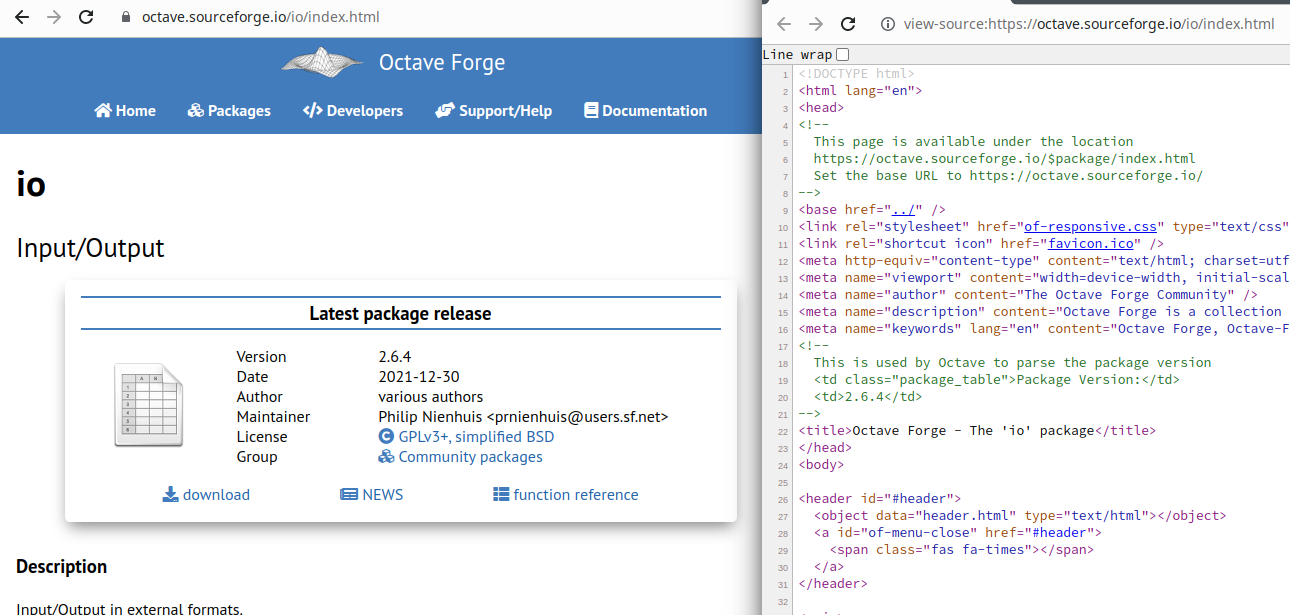 octave.sourceforge.io/io/index.html
Octave Forge
Home Packages Developers Support/Help Documentation
io
Input/Output
Latest package release
Version 2.6.4
Date 2021-12-30
Author various authors
Maintainer Philip Nienhuis <prnienhuis@users.sf.net>
License GPLv3+, simplified BSD
Group Community packages
download NEWS function reference
Description
Input/Output in external formats.
view-source:https://octave.sourceforge.io/io/index.html
Line wrap
1 <!DOCTYPE html>
2 <html lang="en">
3 <head>
4 <!--
5 This page is available under the location
6 https://octave.sourceforge.io/$package/index.html
7 Set the base URL to https://octave.sourceforge.io/
8 -->
9 <base href="../" />
10 <link rel="stylesheet" href="of-responsive.css" type="text/css"
11 <link rel="shortcut icon" href="favicon.ico" />
12 <meta http-equiv="content-type" content="text/html; charset=utf
13 <meta name="viewport" content="width=device-width, initial-scal
14 <meta name="author" content="The Octave Forge Community" />
15 <meta name="description" content="Octave Forge is a collection
16 <meta name="keywords" lang="en" content="Octave Forge, Octave-F
17 <!--
18 This is used by Octave to parse the package version
19 <td class="package_table">Package Version:</td>
20 <td>2.6.4</td>
21 -->
22 <title>Octave Forge - The 'io' package</title>
23 </head>
24 <body>
25
26 <header id="#header">
27 <object data="header.html" type="text/html"></object>
28 <a id="of-menu-close" href="#header">
29 <span class="fas fa-times"></span>
30 </a>
31 </header>
32